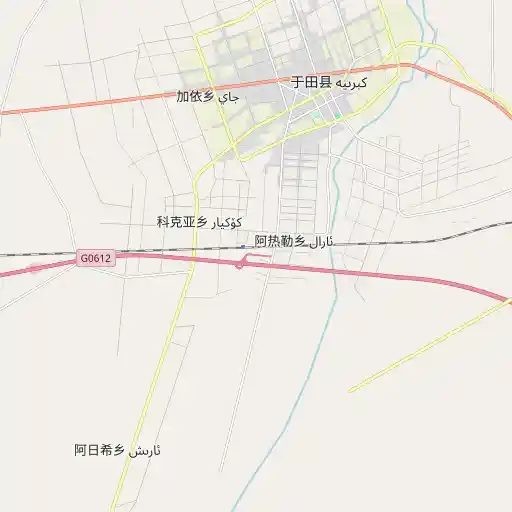 于田县 كېرىيە
加依乡 جاي
科克亚乡 كۆكيار
阿热勒乡 ئارال
G0612
阿日希乡 ئارىش